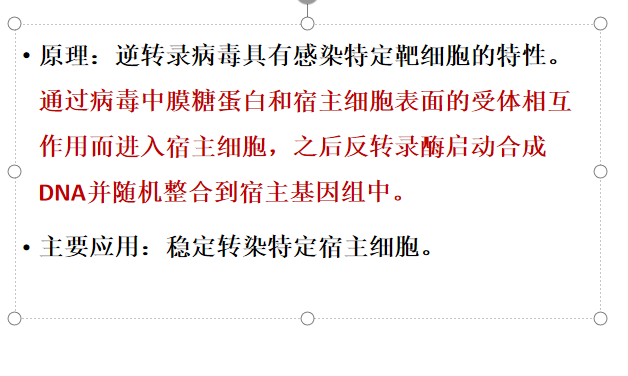 • 原理：逆转录病毒具有感染特定靶细胞的特性。
通过病毒中膜糖蛋白和宿主细胞表面的受体相互
作用而进入宿主细胞，之后反转录酶启动合成
DNA并随机整合到宿主基因组中。
• 主要应用：稳定转染特定宿主细胞。